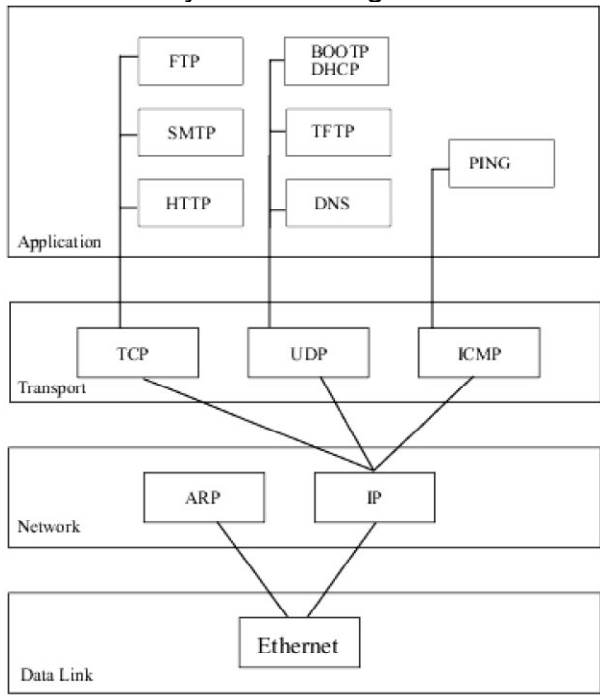 FTP
BOOTP
DHCP
SMTP
TFTP
PING
HTTP
DNS
Application
TCP
UDP
ICMP
Transport
ARP
IP
Network
Ethernet
Data Link